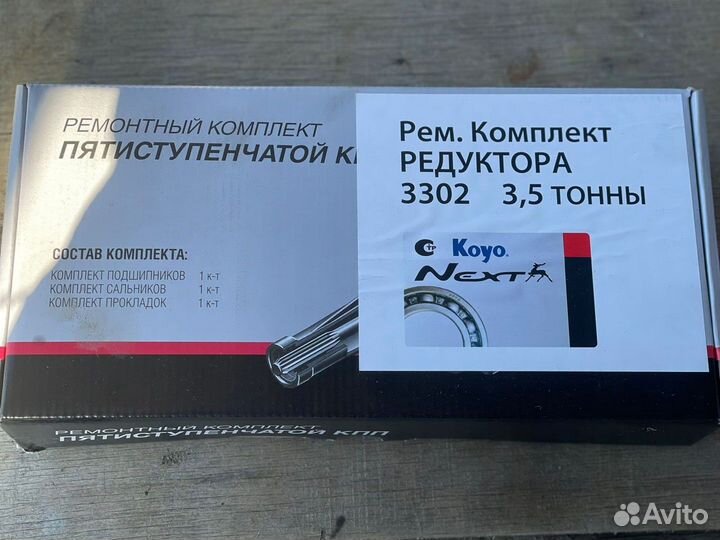 РЕМОНТНЫЙ КОМПЛЕКТ
ПЯТИСТУПЕНЧАТОЙ
СОСТАВ КОМПЛЕКТА:
КОМПЛЕКТ ПОДШИПНИКОВ 1 к-т
КОМПЛЕКТ САЛЬНИКОВ 1 к-т
КОМПЛЕКТ ПРОКЛАДОК 1 к-т
Рем. Комплект
РЕДУКТОРА
3302 3,5 ТОННЫ
Koyo
NEXT
РЕМОНТНЫЙ КОМПЛЕКТ
ПЯТИСТУПЕНЧАТОЙ КПП
Avito